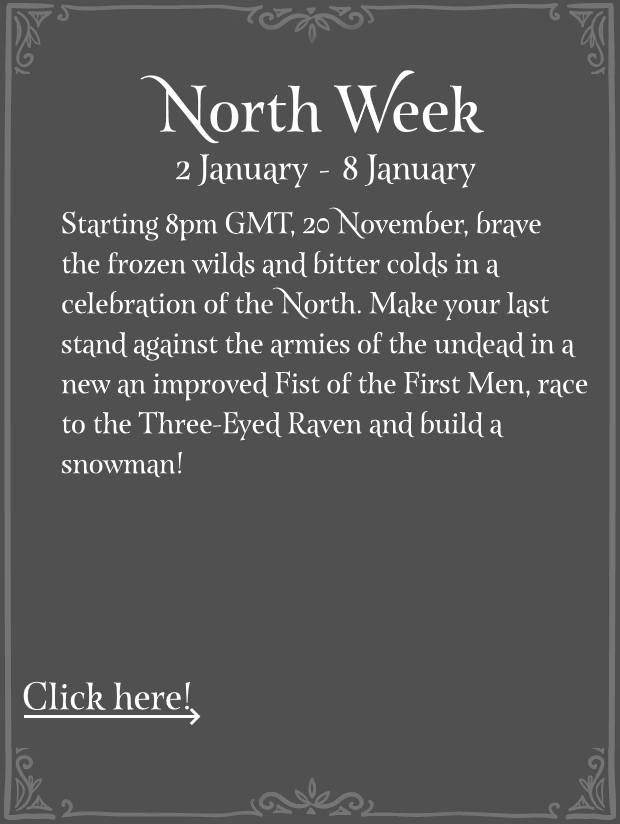 North Week
2 January - 8 January
Starting 8pm GMT, 20 November, brave
the frozen wilds and bitter colds in a
celebration of the North. Make your last
stand against the armies of the undead in a
new an improved Fist of the First Men, race
to the Three-Eyed Raven and build a
snowman!
Click here!